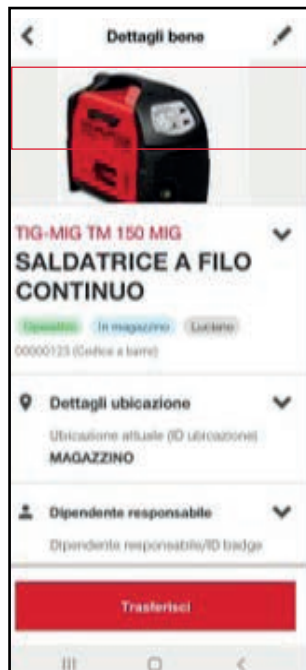 Dettagli bene
TIG-MIG TM 150 MIG
SALDATRICE A FILO
CONTINUO
Operativo In magazzino Luciano
00000123 (Codice a barre)
Dettagli ubicazione
Ubicazione attuale (ID ubicazione)
MAGAZZINO
Dipendente responsabile
Dipendente responsabile/ID badge
Trasferisci